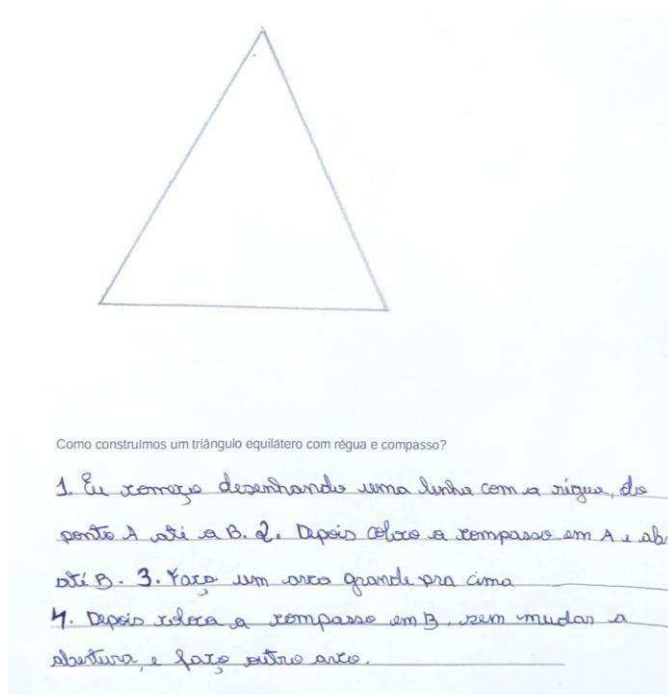 Como construímos um triângulo equilátero com régua e compasso?
1. Eu começo desenhando uma linha com a régua, do
ponto A até a B. 2. Depois coloco o compasso em A e ab
até B. 3. Faço um arco grande pra cima
4. Depois coloca o compasso em B, sem mudar a
abertura, e faço outro arco.